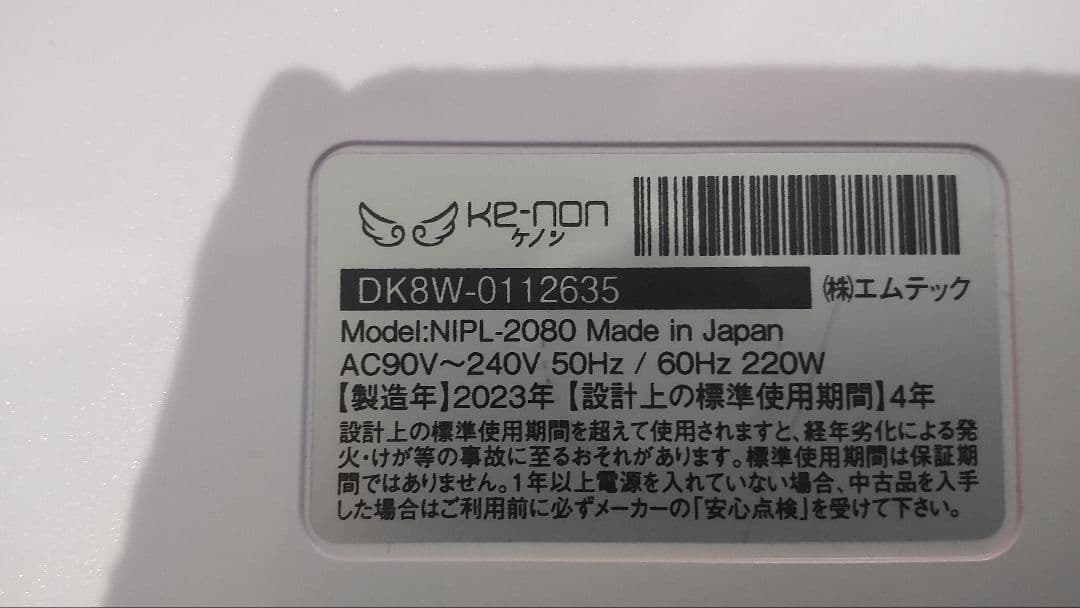 ke-non
ケノン
DK8W-0112635
㈱エムテック
Model:NIPL-2080 Made in Japan
AC90V～240V 50Hz / 60Hz 220W
【製造年】2023年【設計上の標準使用期間】4年
設計上の標準使用期間を超えて使用されますと、経年劣化による発
火・けが等の事故に至るおそれがあります。標準使用期間は保証期
間ではありません。1年以上電源を入れていない場合、中古品を入手
した場合はご利用前に必ずメーカーの「安心点検」を受けて下さい。